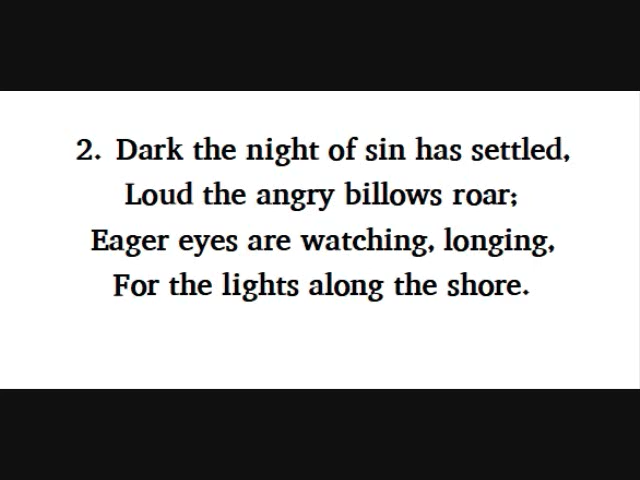 2. Dark the night of sin has settled,
Loud the angry billows roar;
Eager eyes are watching, longing,
For the lights along the shore.